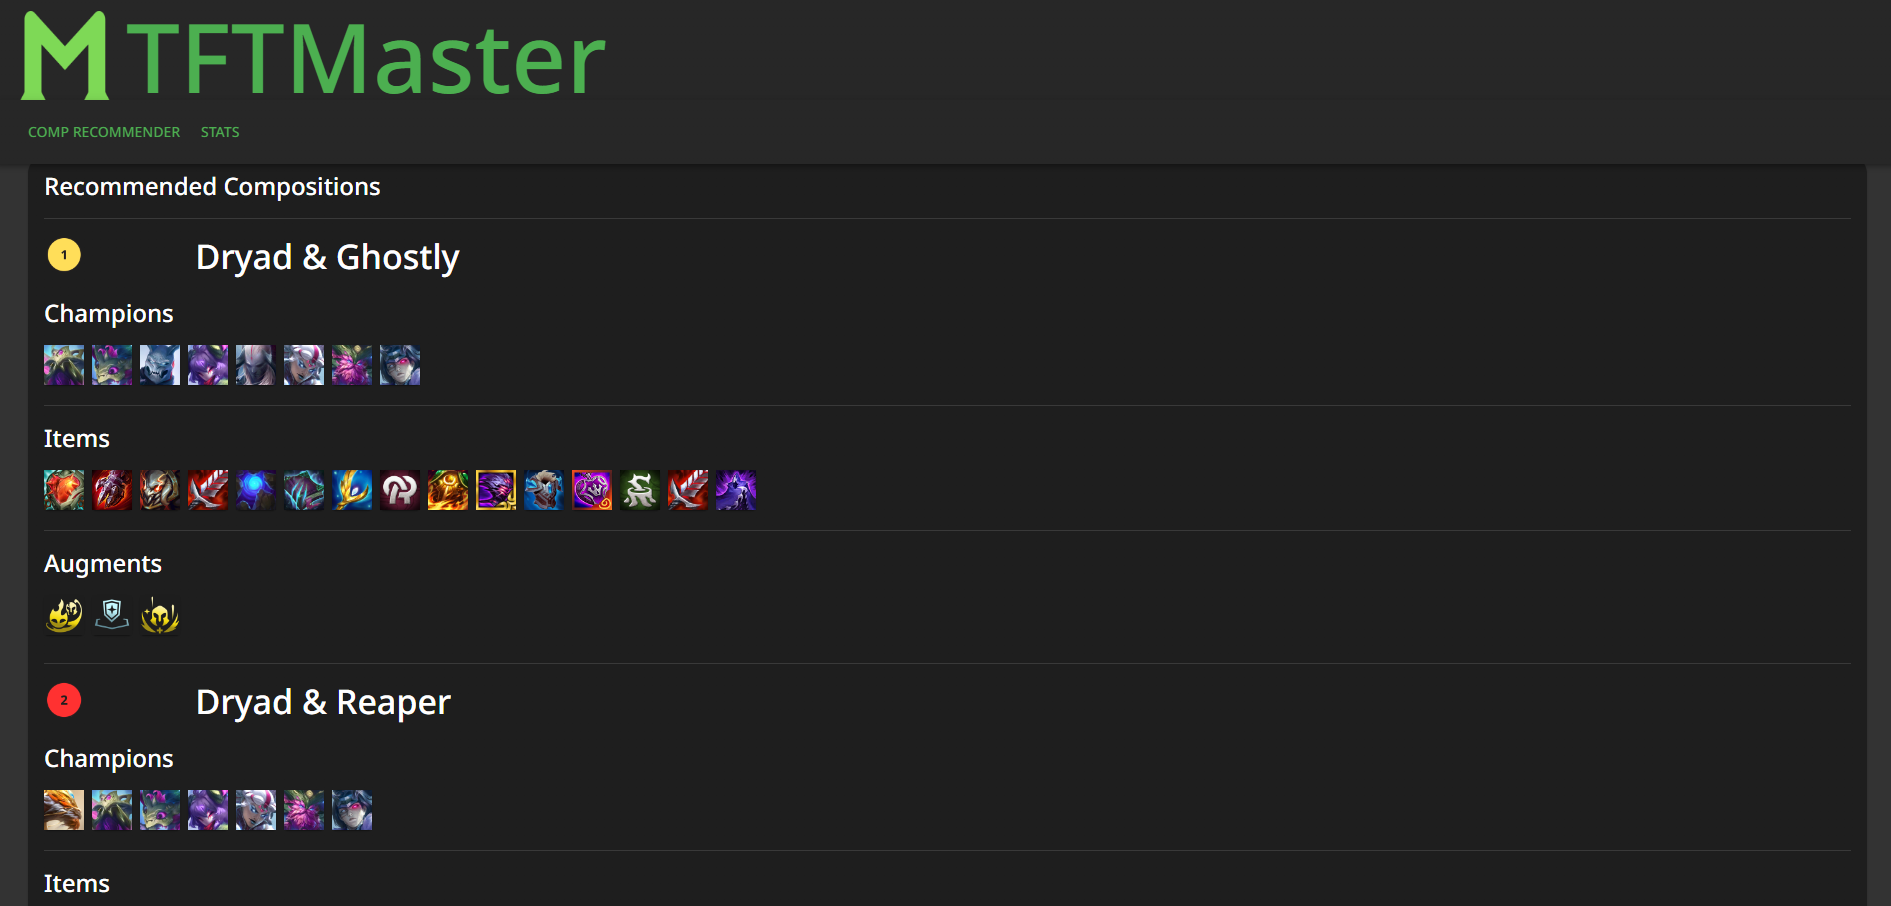 M TFTMaster
COMP RECOMMENDER STATS
Recommended Compositions
1 Dryad & Ghostly
Champions
Items
Augments
2 Dryad & Reaper
Champions
Items